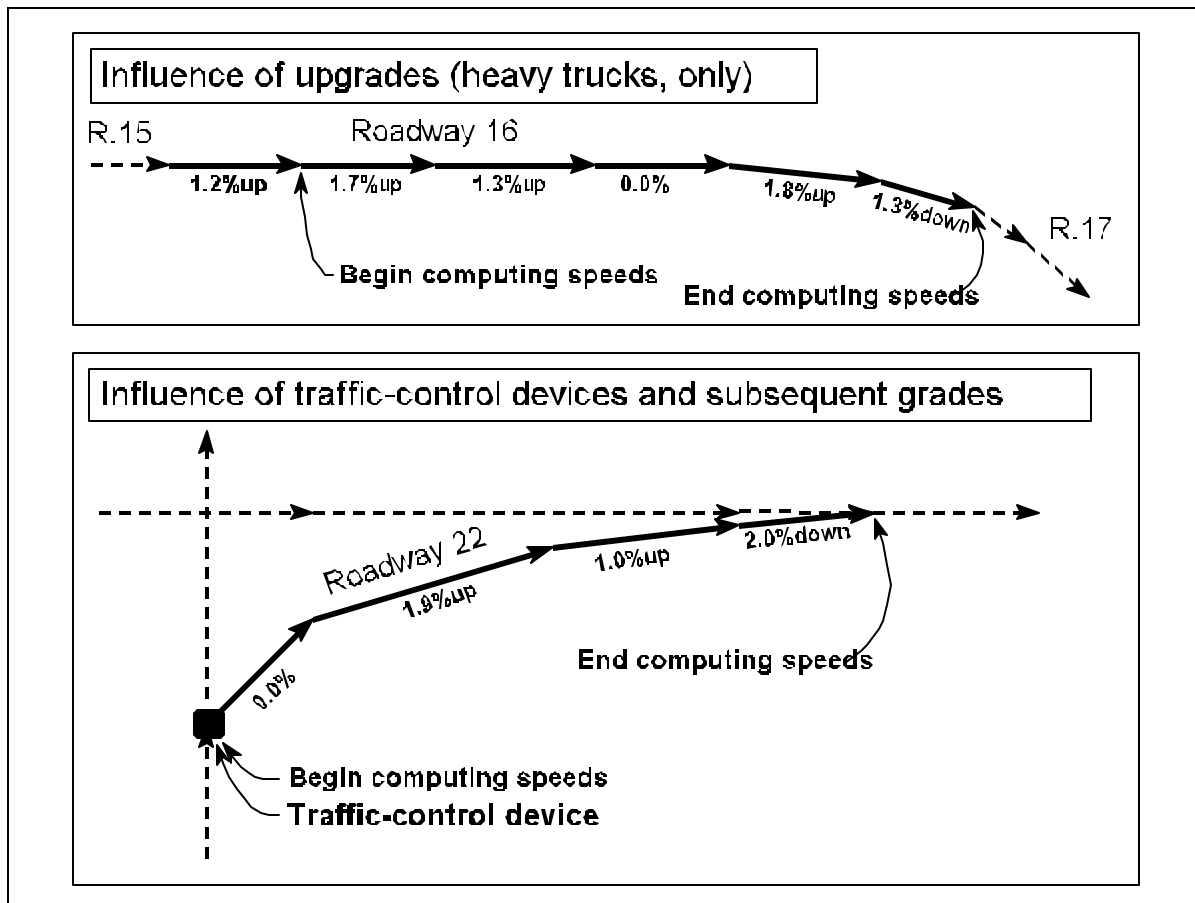 Influence of upgrades (heavy trucks, only)
R.15
Roadway 16
1.2%up
1.7%up
1.3%up
0.0%
1.8%up
1.3%down
R.17
Begin computing speeds
End computing speeds
Influence of traffic-control devices and subsequent grades
Roadway 22
0.0%
1.9%up
1.0%up
2.0%down
End computing speeds
Begin computing speeds
Traffic-control device